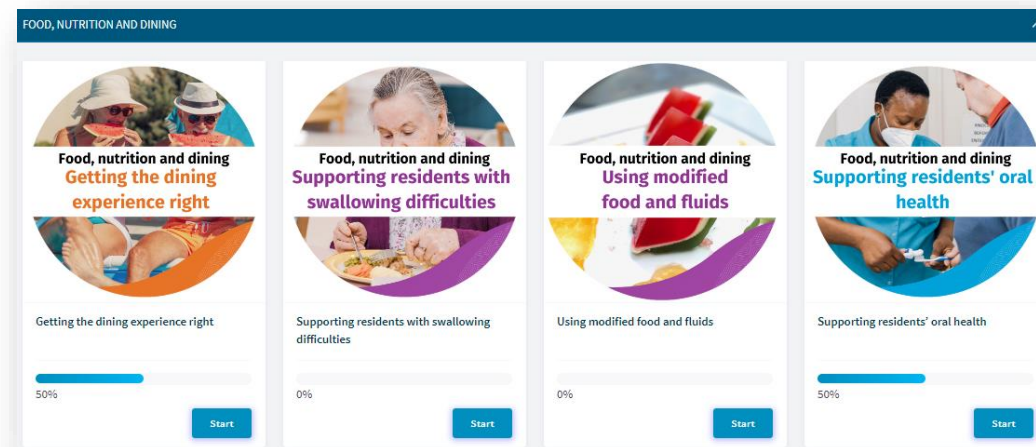 FOOD, NUTRITION AND DINING
Food, nutrition and dining
Getting the dining
experience right
Getting the dining experience right
50%
Start
Food, nutrition and dining
Supporting residents with
swallowing difficulties
Supporting residents with swallowing
difficulties
0%
Start
Food, nutrition and dining
Using modified
food and fluids
Using modified food and fluids
0%
Start
Food, nutrition and dining
Supporting residents' oral
health
Supporting residents' oral health
50%
Start